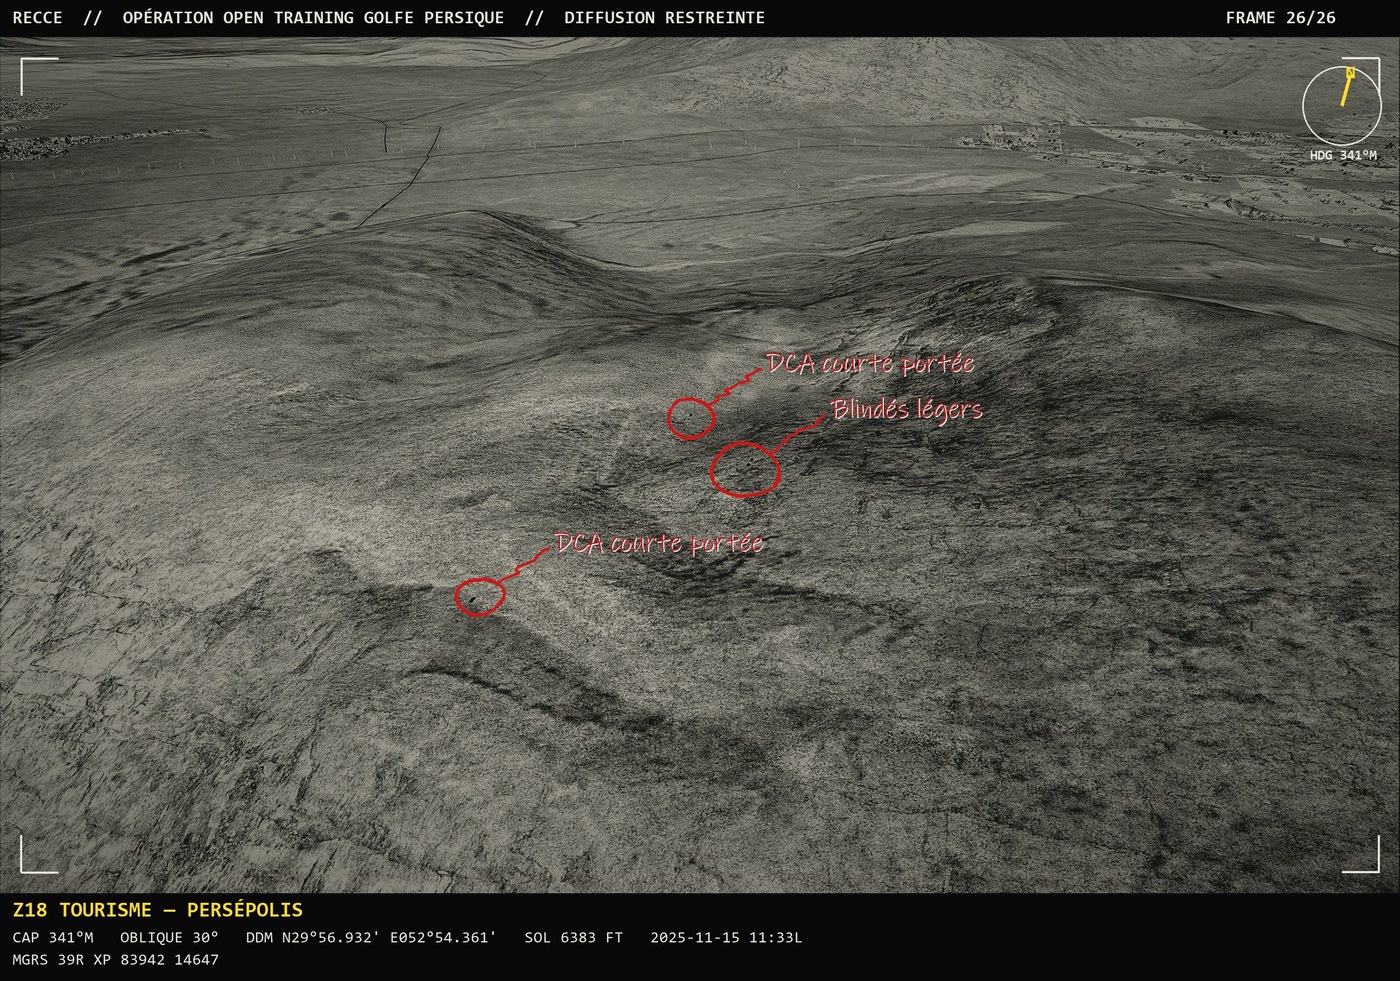 RECCE // OPÉRATION OPEN TRAINING GOLFE PERSIQUE // DIFFUSION RESTREINTE FRAME 26/26
N
HDG 341°M
DCA courte portée
Blindés légers
DCA courte portée
Z18 TOURISME — PERSÉPOLIS
CAP 341°M OBLIQUE 30° DDM N29°56.932' E052°54.361' SOL 6383 FT 2025-11-15 11:33L
MGRS 39R XP 83942 14647